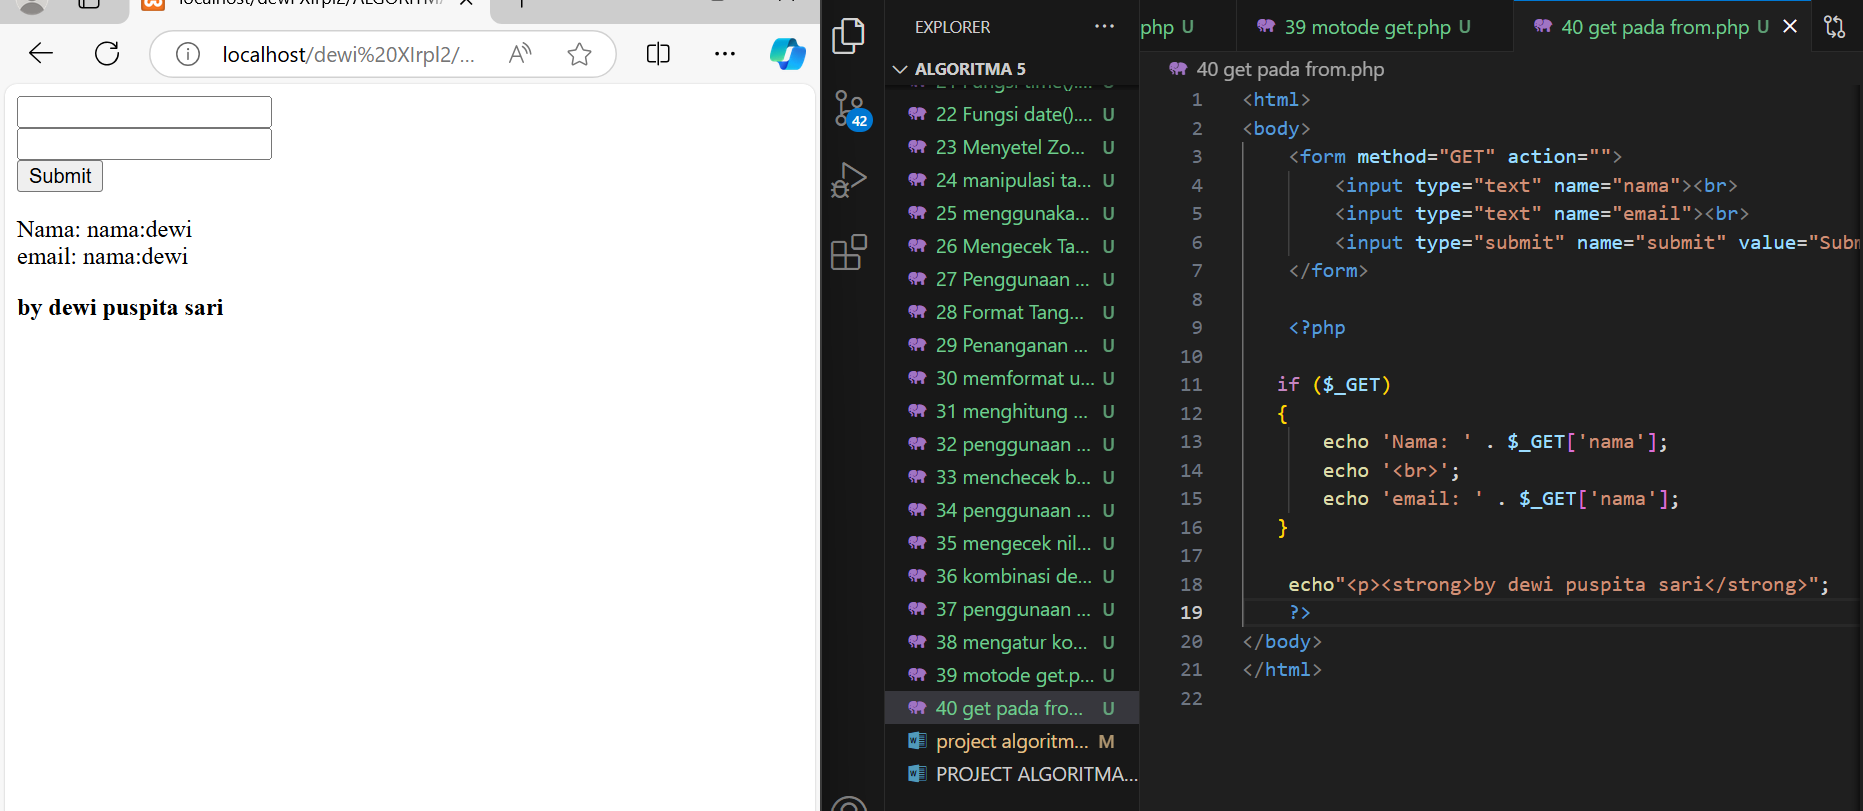 localhost/dewi XIrpl2/ALGORITMA
localhost/dewi%20XIrpl2/...
Submit
Nama: nama:dewi
email: nama:dewi
by dewi puspita sari
42
EXPLORER
ALGORITMA 5
21 Fungsi time()....
22 Fungsi date().... U
23 Menyetel Zo... U
24 manipulasi ta... U
25 menggunaka... U
26 Mengecek Ta... U
27 Penggunaan ... U
28 Format Tang... U
29 Penanganan ... U
30 memformat u... U
31 menghitung ... U
32 penggunaan ... U
33 menchecek b... U
34 penggunaan ... U
35 mengecek nil... U
36 kombinasi de... U
37 penggunaan ... U
38 mengatur ko... U
39 motode get.p... U
40 get pada fro... U
project algoritm... M
PROJECT ALGORITMA...
php U
39 motode get.php U
40 get pada from.php U
40 get pada from.php
1 <html>
2 <body>
3 <form method="GET" action="">
4 <input type="text" name="nama"><br>
5 <input type="text" name="email"><br>
6 <input type="submit" name="submit" value="Subm
7 </form>
8
9 <?php
10
11 if ($_GET)
12 {
13 echo 'Nama: ' . $_GET['nama'];
14 echo '<br>';
15 echo 'email: ' . $_GET['nama'];
16 }
17
18 echo"<p><strong>by dewi puspita sari</strong>";
19 ?>
20 </body>
21 </html>
22